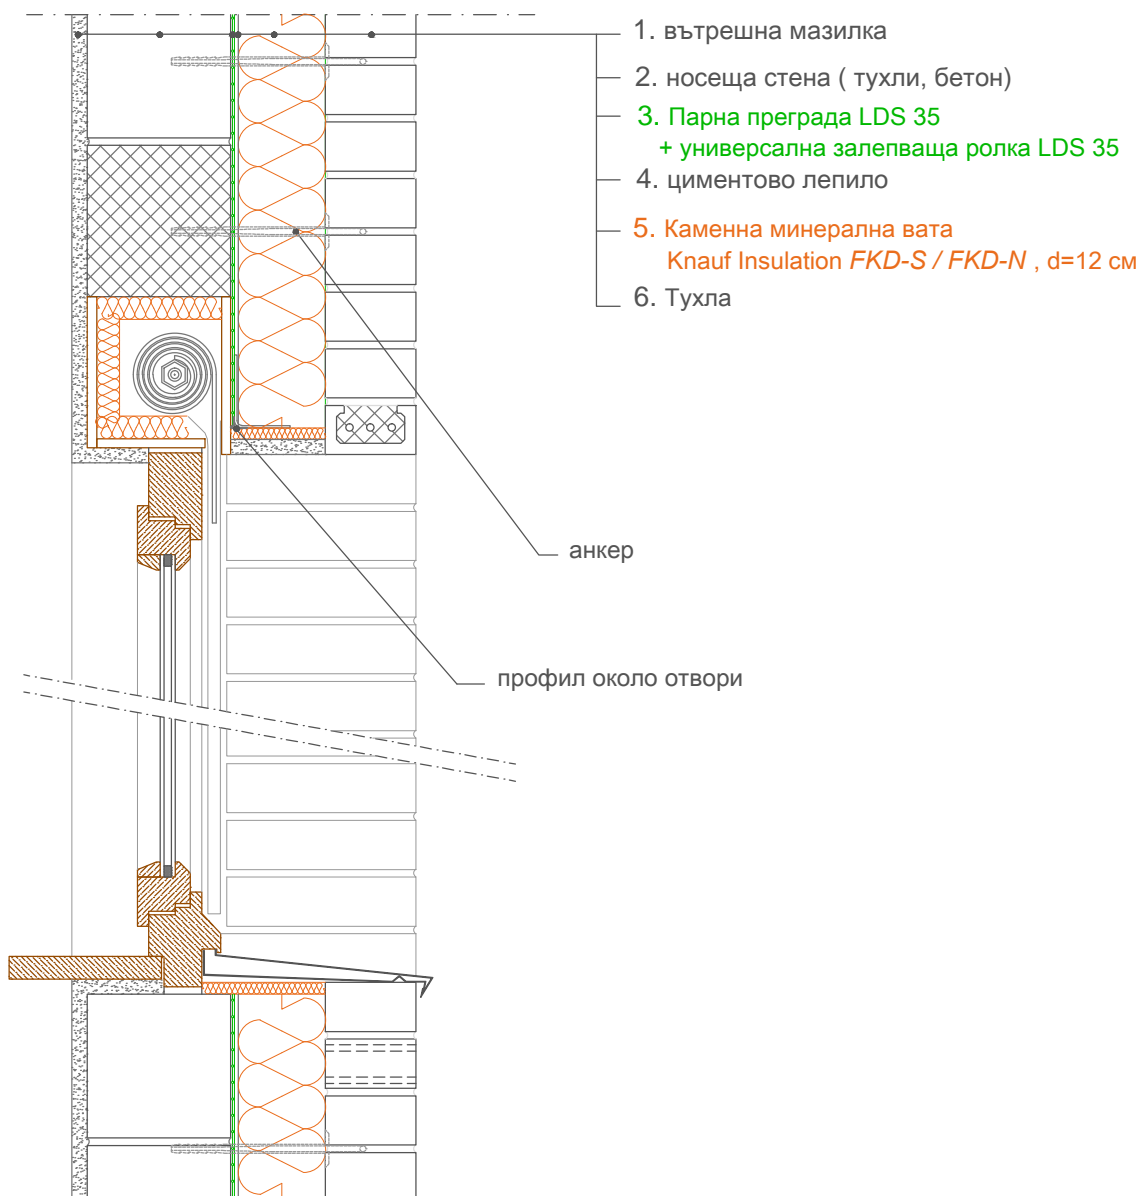 1. вътрешна мазилка
2. носеща стена ( тухли, бетон)
3. Парна преграда LDS 35
+ универсална залепваща ролка LDS 35
4. циментово лепило
5. Каменна минерална вата
Knauf Insulation FKD-S / FKD-N , d=12 см
6. Тухла
анкер
профил около отвори